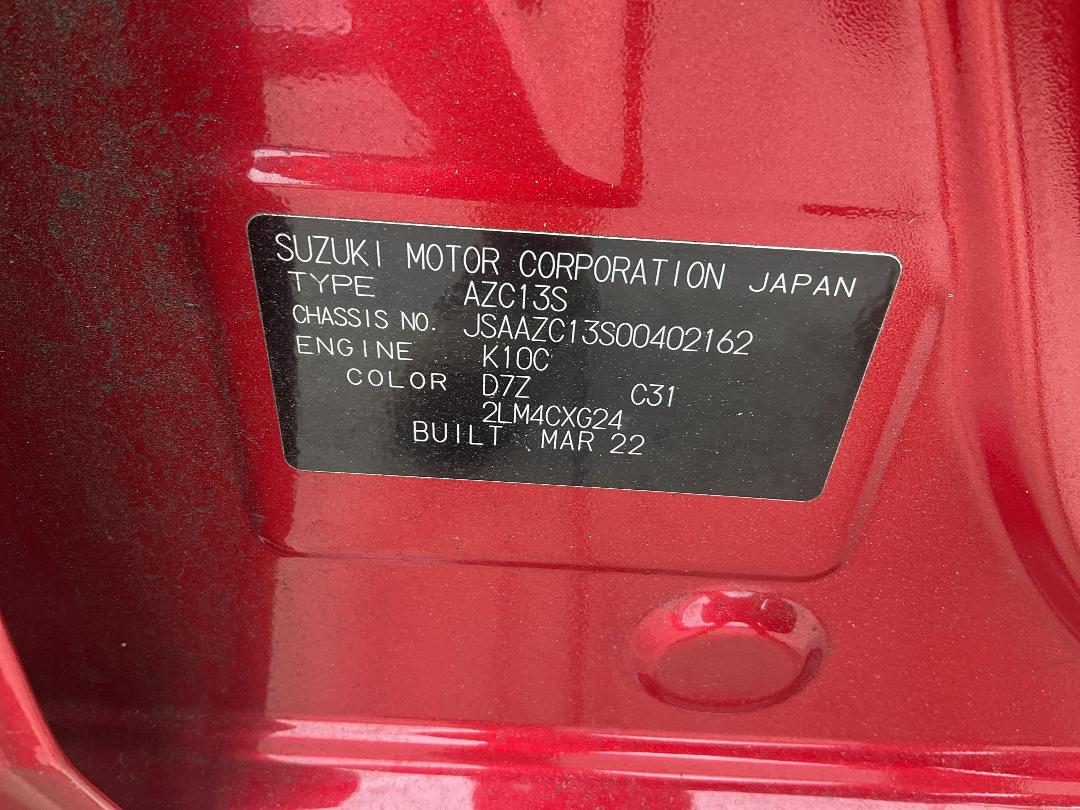 SUZUKI MOTOR CORPORATION JAPAN
TYPE AZC13S
CHASSIS NO. JSAAZC13S00402162
ENGINE K10C
COLOR D7Z C31
2LM4CXG24
BUILT MAR 22